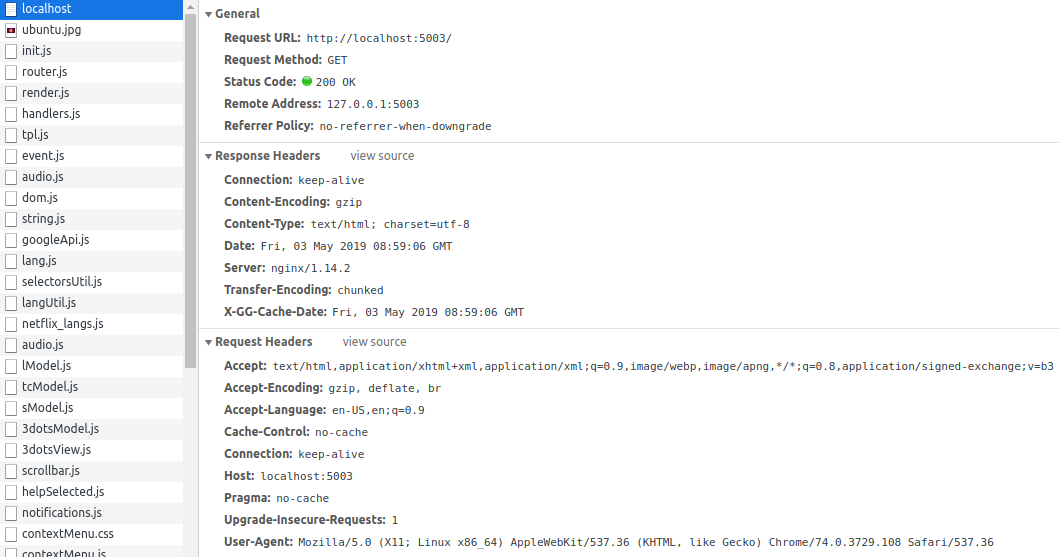 localhost
ubuntu.jpg
init.js
router.js
render.js
handlers.js
tpl.js
event.js
audio.js
dom.js
string.js
googleApi.js
lang.js
selectorsUtil.js
langUtil.js
netflix_langs.js
audio.js
lModel.js
tcModel.js
sModel.js
3dotsModel.js
3dotsView.js
scrollbar.js
helpSelected.js
notifications.js
contextMenu.css
contextMenu.js
General
Request URL: http://localhost:5003/
Request Method: GET
Status Code: 200 OK
Remote Address: 127.0.0.1:5003
Referrer Policy: no-referrer-when-downgrade
Response Headers view source
Connection: keep-alive
Content-Encoding: gzip
Content-Type: text/html; charset=utf-8
Date: Fri, 03 May 2019 08:59:06 GMT
Server: nginx/1.14.2
Transfer-Encoding: chunked
X-GG-Cache-Date: Fri, 03 May 2019 08:59:06 GMT
Request Headers view source
Accept: text/html,application/xhtml+xml,application/xml;q=0.9,image/webp,image/apng,*/*;q=0.8,application/signed-exchange;v=b3
Accept-Encoding: gzip, deflate, br
Accept-Language: en-US,en;q=0.9
Cache-Control: no-cache
Connection: keep-alive
Host: localhost:5003
Pragma: no-cache
Upgrade-Insecure-Requests: 1
User-Agent: Mozilla/5.0 (X11; Linux x86_64) AppleWebKit/537.36 (KHTML, like Gecko) Chrome/74.0.3729.108 Safari/537.36